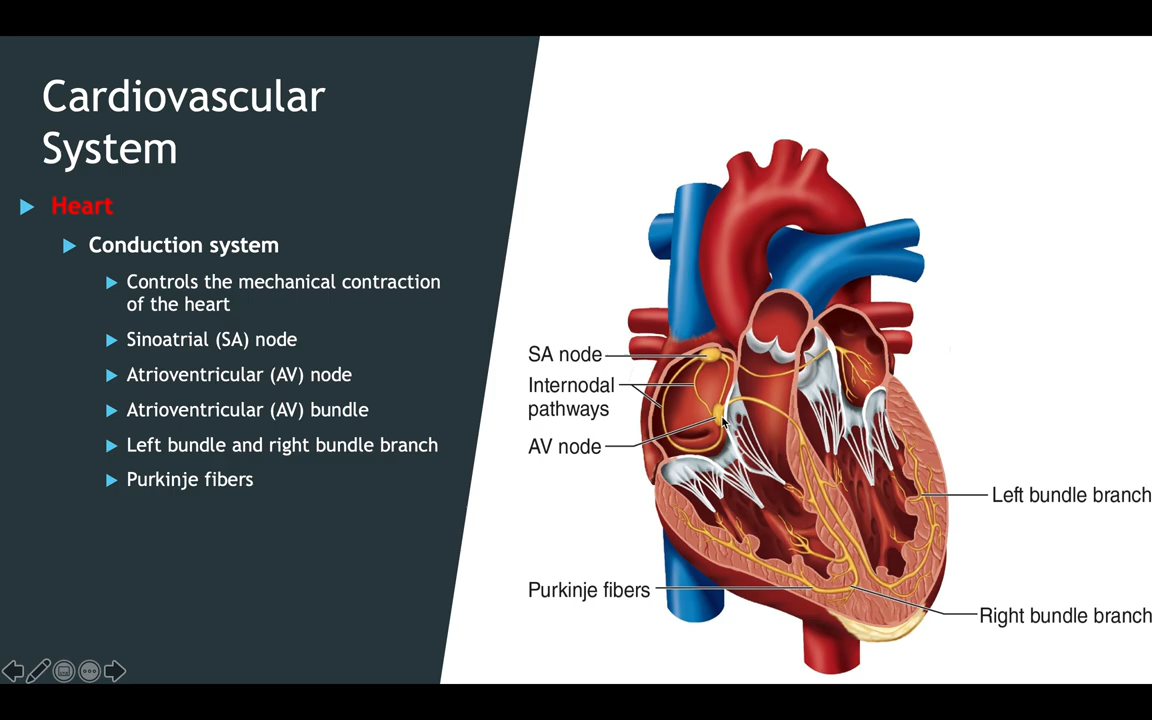 Cardiovascular
System
Heart
Conduction system
Controls the mechanical contraction
of the heart
Sinoatrial (SA) node
Atrioventricular (AV) node
Atrioventricular (AV) bundle
Left bundle and right bundle branch
Purkinje fibers
SA node
Internodal
pathways
AV node
Left bundle branch
Purkinje fibers
Right bundle branch